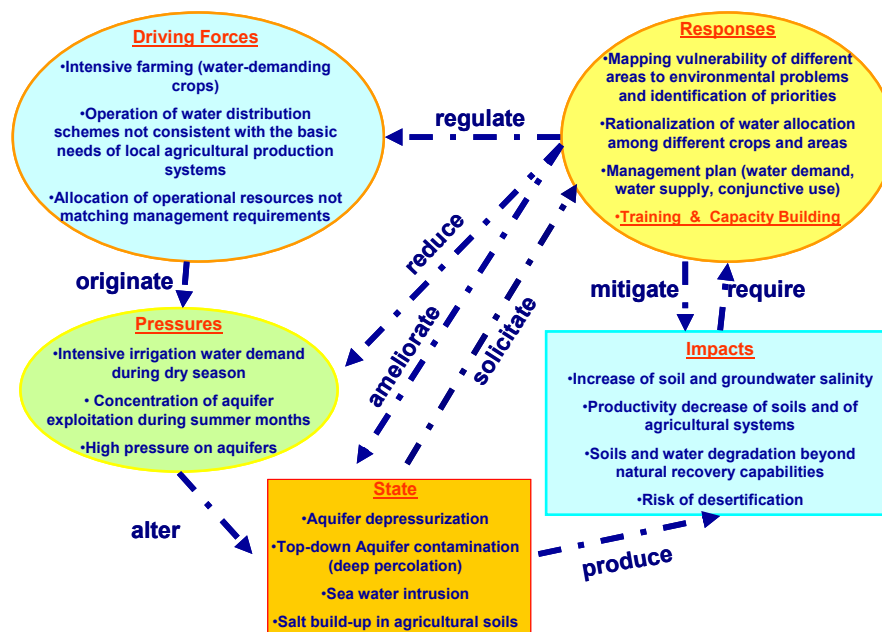 Driving Forces
•Intensive farming (water-demanding
crops)
•Operation of water distribution
schemes not consistent with the basic
needs of local agricultural production
systems
•Allocation of operational resources not
matching management requirements
Responses
•Mapping vulnerability of different
areas to environmental problems
and identification of priorities
•Rationalization of water allocation
among different crops and areas
•Management plan (water demand,
water supply, conjunctive use)
•Training & Capacity Building
regulate
originate
reduce
ameliorate
solicitate
mitigate
require
Pressures
•Intensive irrigation water demand
during dry season
• Concentration of aquifer
exploitation during summer months
•High pressure on aquifers
Impacts
•Increase of soil and groundwater salinity
•Productivity decrease of soils and of
agricultural systems
•Soils and water degradation beyond
natural recovery capabilities
•Risk of desertification
alter
State
•Aquifer depressurization
•Top-down Aquifer contamination
(deep percolation)
•Sea water intrusion
•Salt build-up in agricultural soils
produce